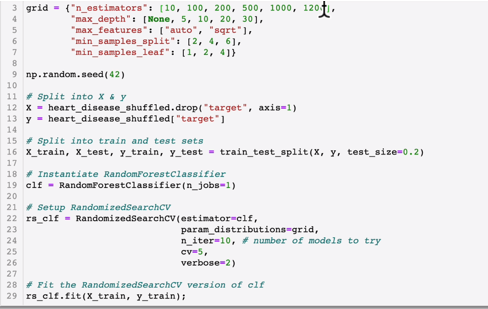 3 grid = {"n_estimators": [10, 100, 200, 500, 1000, 1200],
4 "max_depth": [None, 5, 10, 20, 30],
5 "max_features": ["auto", "sqrt"],
6 "min_samples_split": [2, 4, 6],
7 "min_samples_leaf": [1, 2, 4]}
8
9 np.random.seed(42)
10
11 # Split into X & y
12 X = heart_disease_shuffled.drop("target", axis=1)
13 y = heart_disease_shuffled["target"]
14
15 # Split into train and test sets
16 X_train, X_test, y_train, y_test = train_test_split(X, y, test_size=0.2)
17
18 # Instantiate RandomForestClassifier
19 clf = RandomForestClassifier(n_jobs=1)
20
21 # Setup RandomizedSearchCV
22 rs_clf = RandomizedSearchCV(estimator=clf,
23 param_distributions=grid,
24 n_iter=10, # number of models to try
25 cv=5,
26 verbose=2)
27
28 # Fit the RandomizedSearchCV version of clf
29 rs_clf.fit(X_train, y_train);